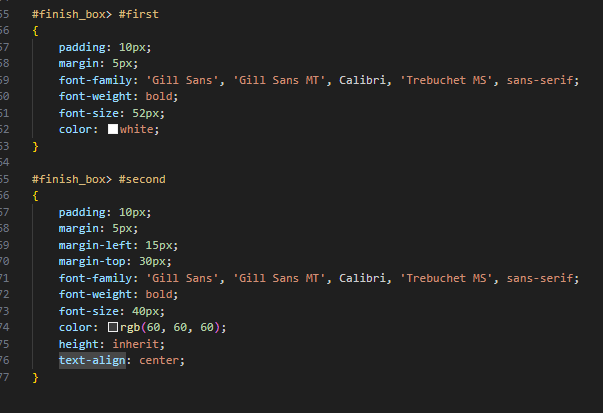 55 #finish_box> #first
56 {
57 padding: 10px;
58 margin: 5px;
59 font-family: 'Gill Sans', 'Gill Sans MT', Calibri, 'Trebuchet MS', sans-serif;
60 font-weight: bold;
61 font-size: 52px;
62 color: white;
63 }
64
65 #finish_box> #second
66 {
67 padding: 10px;
68 margin: 5px;
69 margin-left: 15px;
70 margin-top: 30px;
71 font-family: 'Gill Sans', 'Gill Sans MT', Calibri, 'Trebuchet MS', sans-serif;
72 font-weight: bold;
73 font-size: 40px;
74 color: rgb(60, 60, 60);
75 height: inherit;
76 text-align: center;
77 }